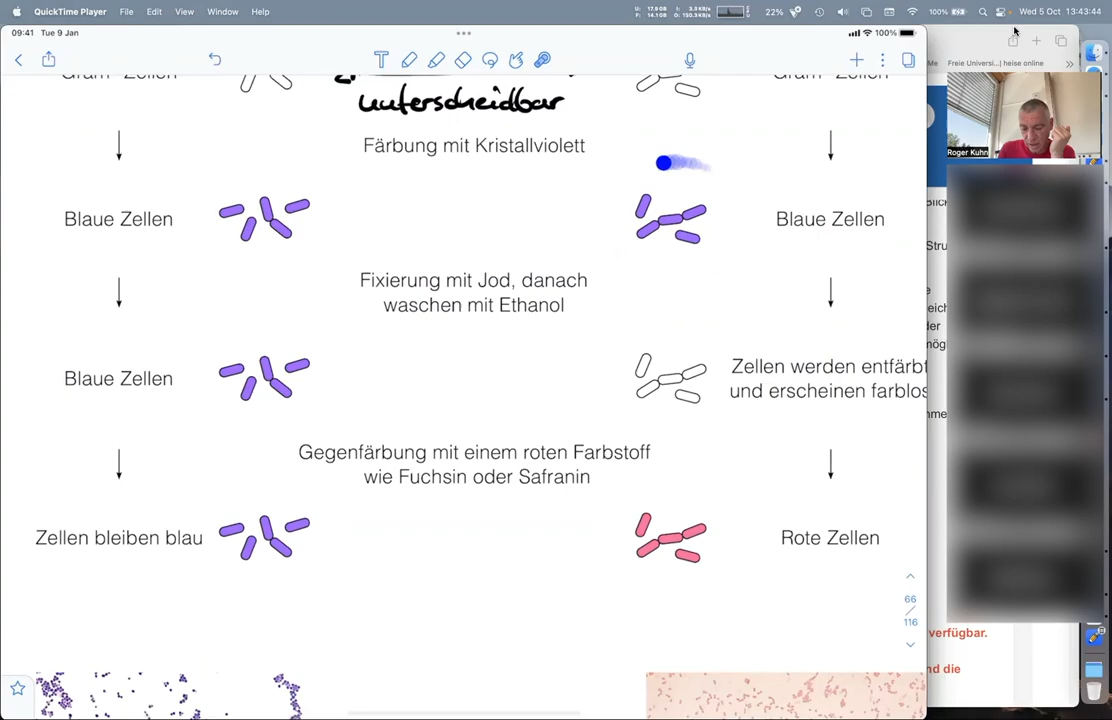 QuickTime Player File Edit View Window Help
22% 100% Wed 5 Oct 13:43:44
09:41 Tue 9 Jan
100%
Freie Universi...| heise online
Gram- Zellen
Gram- Zellen
unterscheidbar
Roger Kuhn
Färbung mit Kristallviolett
Blaue Zellen
Blaue Zellen
Fixierung mit Jod, danach
waschen mit Ethanol
Blaue Zellen
Zellen werden entfärbt
und erscheinen farblos
Gegenfärbung mit einem roten Farbstoff
wie Fuchsin oder Safranin
Zellen bleiben blau
Rote Zellen
66
/
116
verfügbar.
nd die